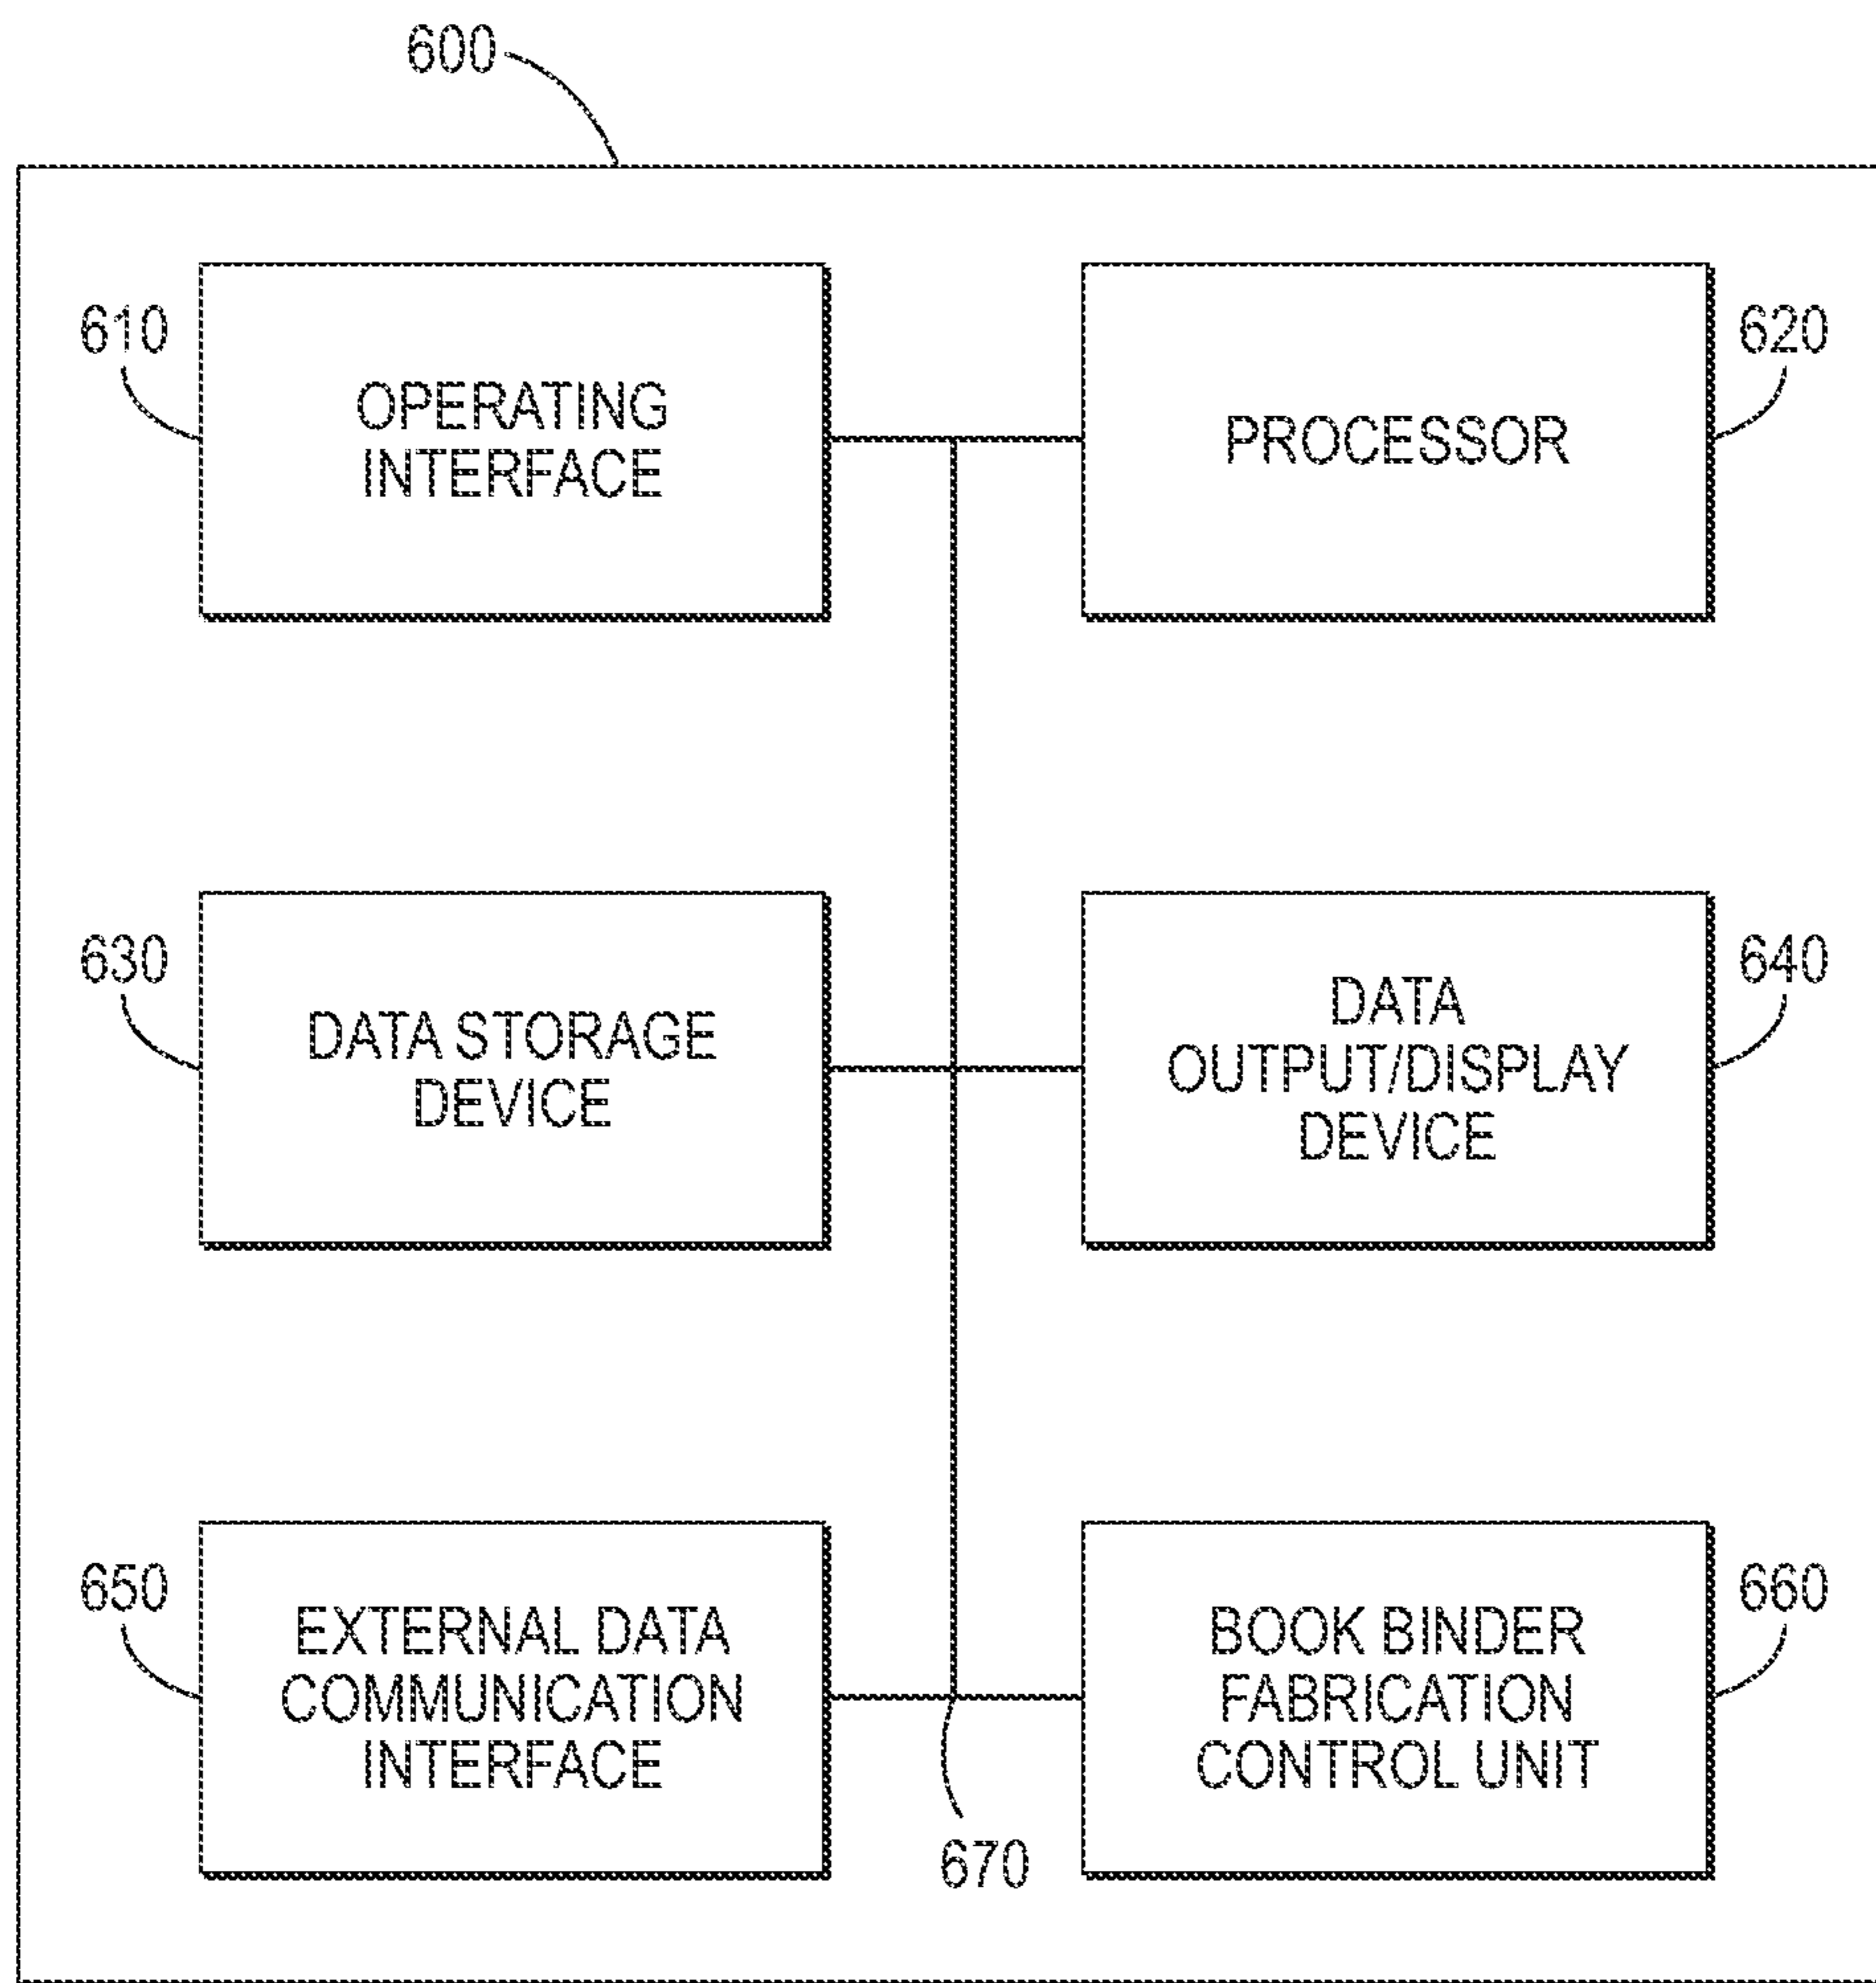 600
610
OPERATING
INTERFACE
PROCESSOR
620
630
DATA STORAGE
DEVICE
DATA
OUTPUT/DISPLAY
DEVICE
640
650
EXTERNAL DATA
COMMUNICATION
INTERFACE
BOOK BINDER
FABRICATION
CONTROL UNIT
660
670